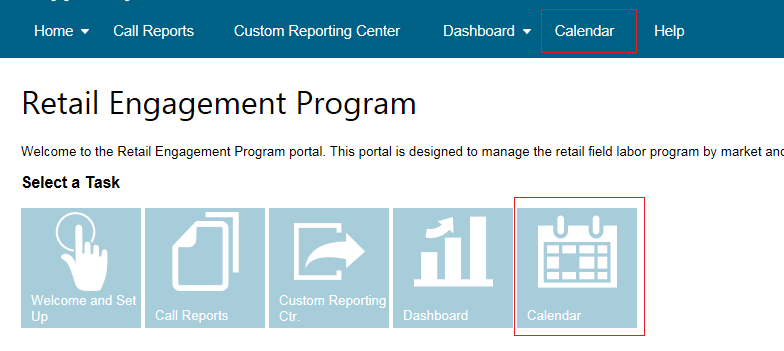 Home Call Reports Custom Reporting Center Dashboard Calendar Help
Retail Engagement Program
Welcome to the Retail Engagement Program portal. This portal is designed to manage the retail field labor program by market and
Select a Task
Welcome and Set
Up
Call Reports
Custom Reporting
Ctr.
Dashboard
Calendar